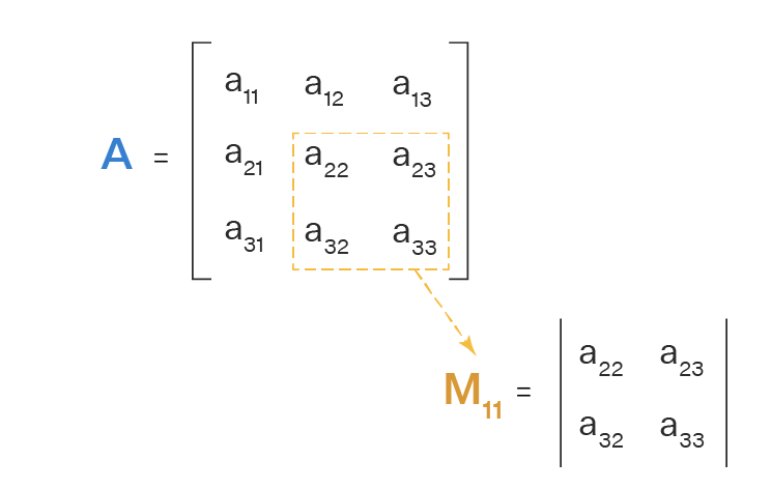 a₁₁ a₁₂ a₁₃
A = a₂₁ a₂₂ a₂₃
a₃₁ a₃₂ a₃₃
a₂₂ a₂₃
M₁₁ =
a₃₂ a₃₃